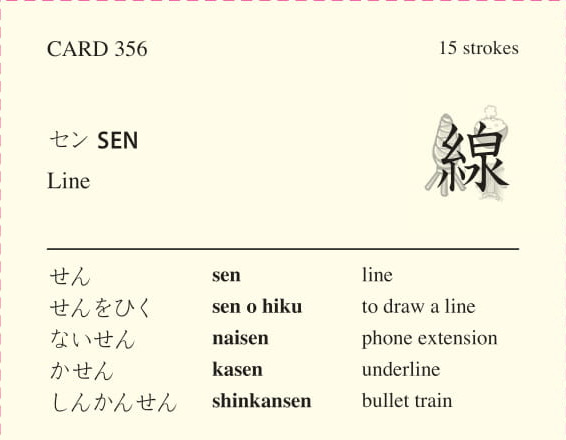 CARD 356 15 strokes
セン SEN
線
Line
せん sen line
せんをひく sen o hiku to draw a line
ないせん naisen phone extension
かせん kasen underline
しんかんせん shinkansen bullet train